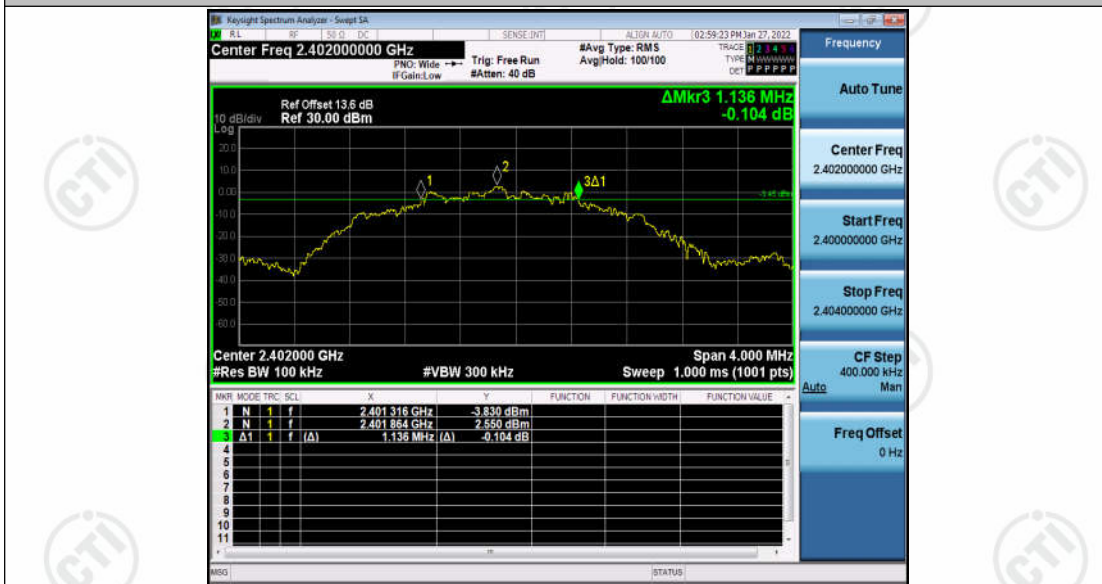 Keysight Spectrum Analyzer - Swept SA
RL RF 50 Ω DC SENSE:INT ALIGN AUTO 02:59:23 PM Jan 27, 2022
Center Freq 2.402000000 GHz
PNO: Wide
IFGain:Low
Trig: Free Run
#Atten: 40 dB
#Avg Type: RMS
Avg|Hold: 100/100
TRACE 1 2 3 4 5 6
TYPE M WWWWW
DET P P P P P P
Ref Offset 13.6 dB
10 dB/div Ref 30.00 dBm
Log
ΔMkr3 1.136 MHz
-0.104 dB
20.0
10.0
0.00
-10.0
-20.0
-30.0
-40.0
-50.0
-60.0
1
2
3Δ1
-3.45 dBm
Center 2.402000 GHz Span 4.000 MHz
#Res BW 100 kHz #VBW 300 kHz Sweep 1.000 ms (1001 pts)
MKR MODE TRC SCL X Y FUNCTION FUNCTION WIDTH FUNCTION VALUE
1 N 1 f 2.401 316 GHz -3.830 dBm
2 N 1 f 2.401 864 GHz 2.550 dBm
3 Δ1 1 f (Δ) 1.136 MHz (Δ) -0.104 dB
4
5
6
7
8
9
10
11
MSG STATUS
Frequency
Auto Tune
Center Freq
2.402000000 GHz
Start Freq
2.400000000 GHz
Stop Freq
2.404000000 GHz
CF Step
400.000 kHz
Auto Man
Freq Offset
0 Hz
CTI
CTI
CTI
CTI